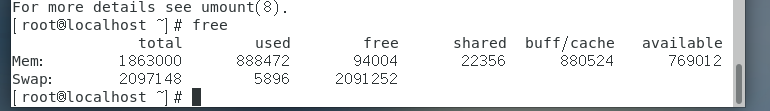 For more details see umount(8).
[root@localhost ~]# free
              total        used        free      shared  buff/cache   available
Mem:        1863000      888472       94004       22356      880524      769012
Swap:       2097148        5896     2091252
[root@localhost ~]#